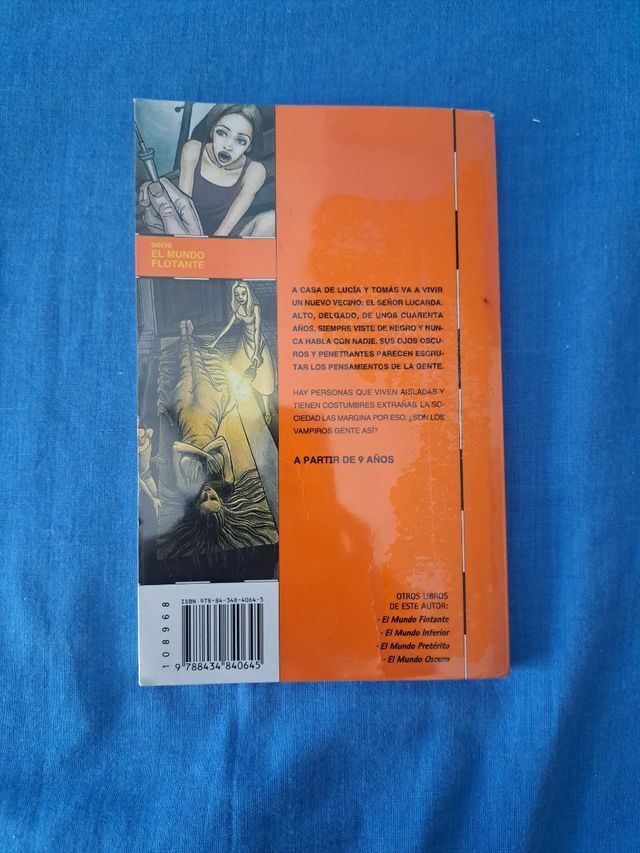 serie
EL MUNDO
FLOTANTE
A CASA DE LUCÍA Y TOMÁS VA A VIVIR
UN NUEVO VECINO: EL SEÑOR LUCARDA.
ALTO, DELGADO, DE UNOS CUARENTA
AÑOS, SIEMPRE VISTE DE NEGRO Y NUN-
CA HABLA CON NADIE. SUS OJOS OSCU-
ROS Y PENETRANTES PARECEN ESCRU-
TAR LOS PENSAMIENTOS DE LA GENTE.
HAY PERSONAS QUE VIVEN AISLADAS Y
TIENEN COSTUMBRES EXTRAÑAS. LA SO-
CIEDAD LAS MARGINA POR ESO. ¿SON LOS
VAMPIROS GENTE ASÍ?
A PARTIR DE 9 AÑOS
OTROS LIBROS
DE ESTE AUTOR:
· El Mundo Flotante
· El Mundo Inferior
· El Mundo Pretérito
· El Mundo Oscuro
ISBN 978-84-348-4064-5
9 788434 840645
108968